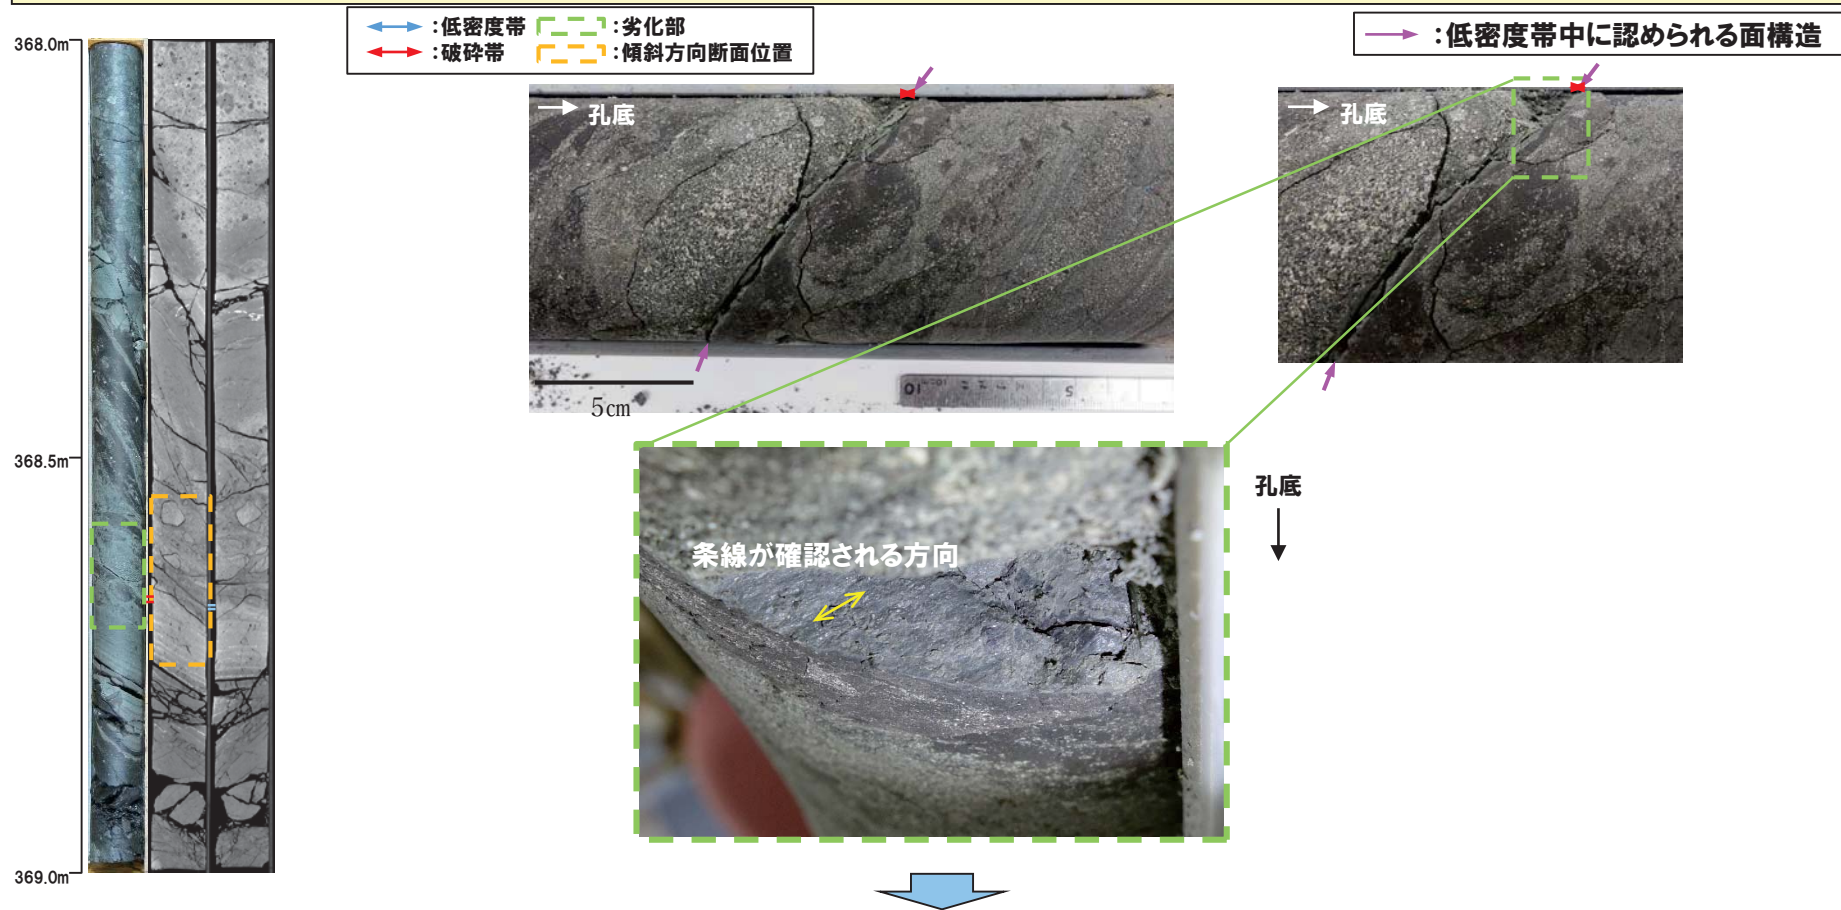 :低密度帯
:劣化部
:破砕帯
:傾斜方向断面位置
:低密度帯中に認められる面構造
368.0m
孔底
孔底
5cm
10
5
368.5m
孔底
条線が確認される方向
369.0m